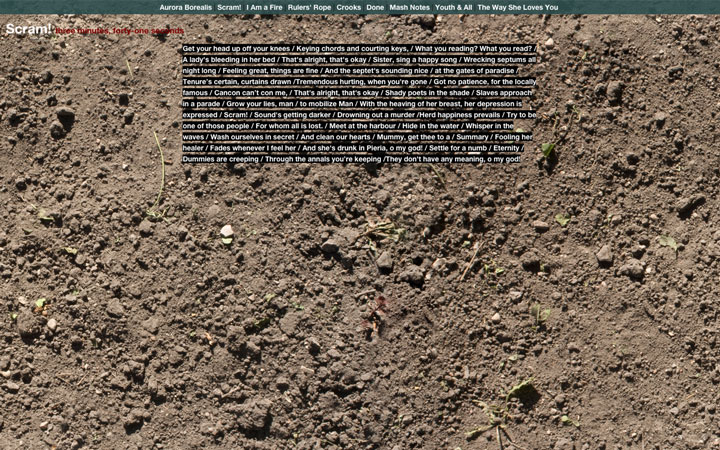 Aurora Borealis Scram! I Am a Fire Rulers' Rope Crooks Done Mash Notes Youth & All The Way She Loves You
Scram! three minutes, forty-one seconds
Get your head up off your knees / Keying chords and courting keys, / What you reading? What you read? /
A lady's bleeding in her bed / That's alright, that's okay / Sister, sing a happy song / Wrecking septums all
night long / Feeling great, things are fine / And the septet's sounding nice / at the gates of paradise /
Tenure's certain, curtains drawn /Tremendous hurting, when you're gone / Got no patience, for the locally
famous / Cancon can't con me, / That's alright, that's okay / Shady poets in the shade / Slaves approach
in a parade / Grow your lies, man / to mobilize Man / With the heaving of her breast, her depression is
expressed / Scram! / Sound's getting darker / Drowning out a murder /Herd happiness prevails / Try to be
one of those people / For whom all is lost. / Meet at the harbour / Hide in the water / Whisper in the
waves / Wash ourselves in secret / And clean our hearts / Mummy, get thee to a / Summary / Fooling her
healer / Fades whenever I feel her / And she's drunk in Pieria, o my god! / Settle for a numb / Eternity /
Dummies are creeping / Through the annals you're keeping /They don't have any meaning, o my god!